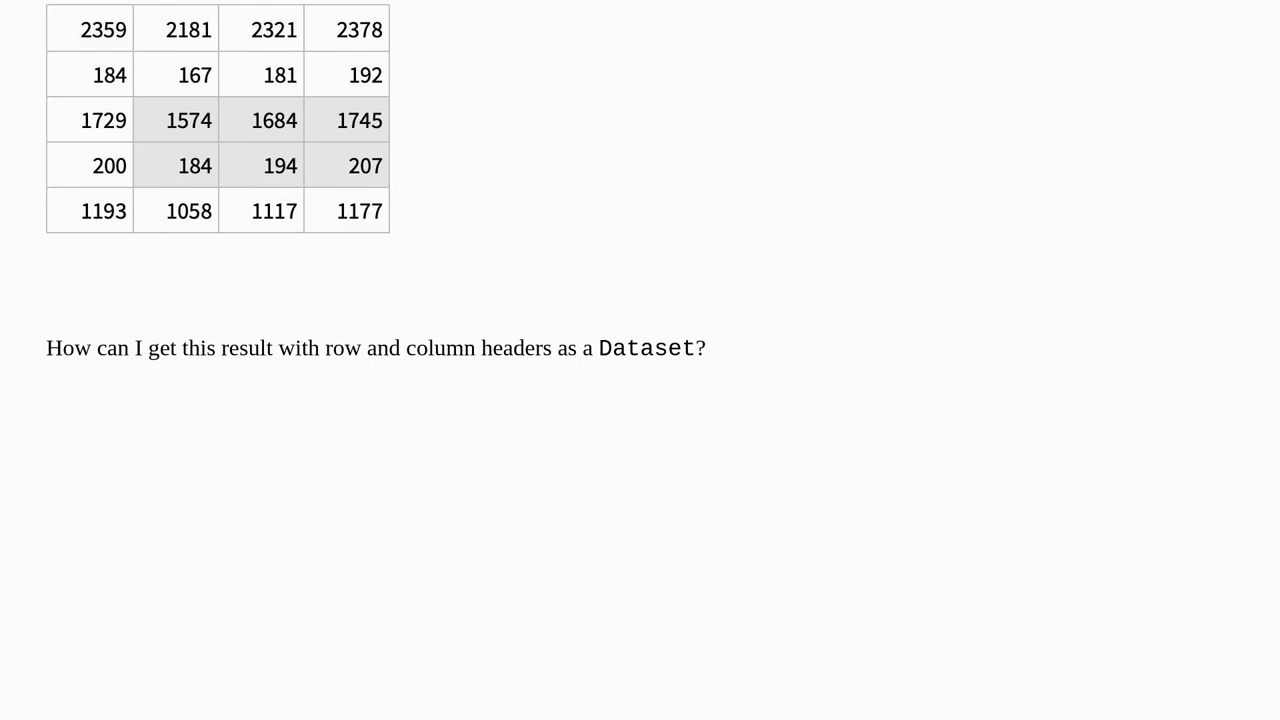 2359 2181 2321 2378
184 167 181 192
1729 1574 1684 1745
200 184 194 207
1193 1058 1117 1177
How can I get this result with row and column headers as a Dataset?